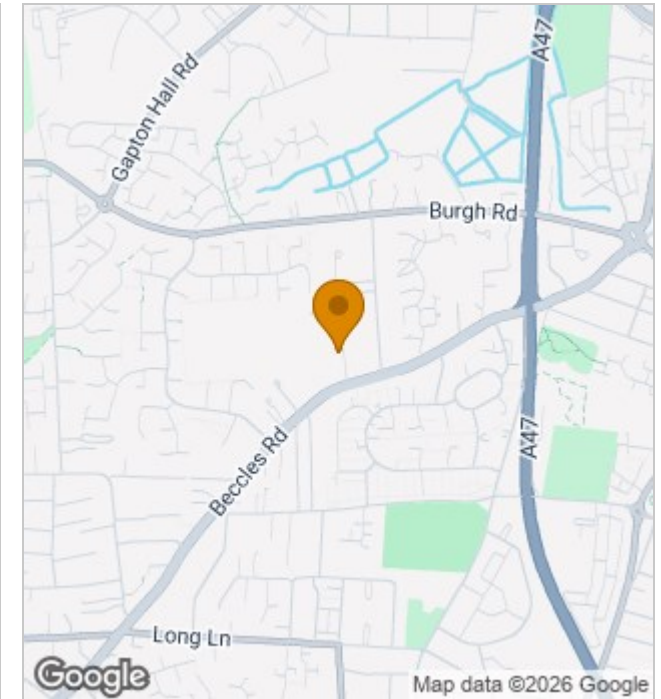 A47
Gapton Hall Rd
Burgh Rd
A47
Beccles Rd
Long Ln
Google
Map data ©2026 Google